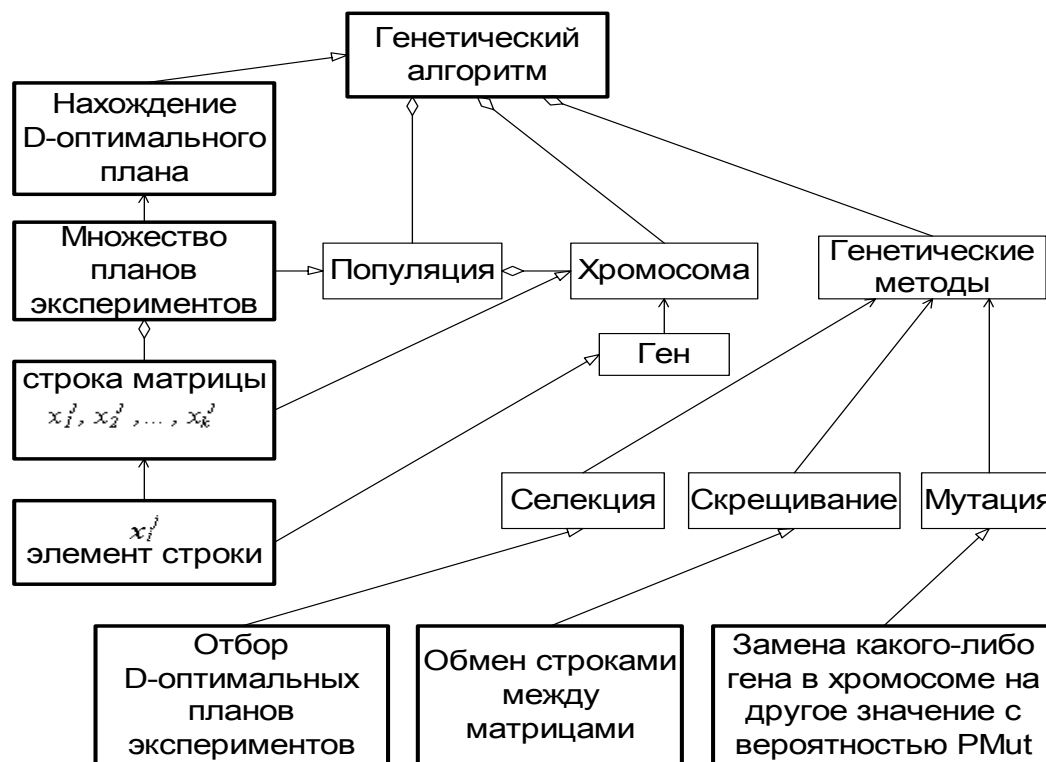 Генетический
алгоритм
Нахождение
D-оптимального
плана
Множество
планов
экспериментов
Популяция
Хромосома
Генетические
методы
Ген
строка матрицы
x₁ʲ, x₂ʲ ,... , xₖʲ
xᵢʲ
элемент строки
Селекция
Скрещивание
Мутация
Отбор
D-оптимальных
планов
экспериментов
Обмен строками
между
матрицами
Замена какого-либо
гена в хромосоме на
другое значение с
вероятностью PMut